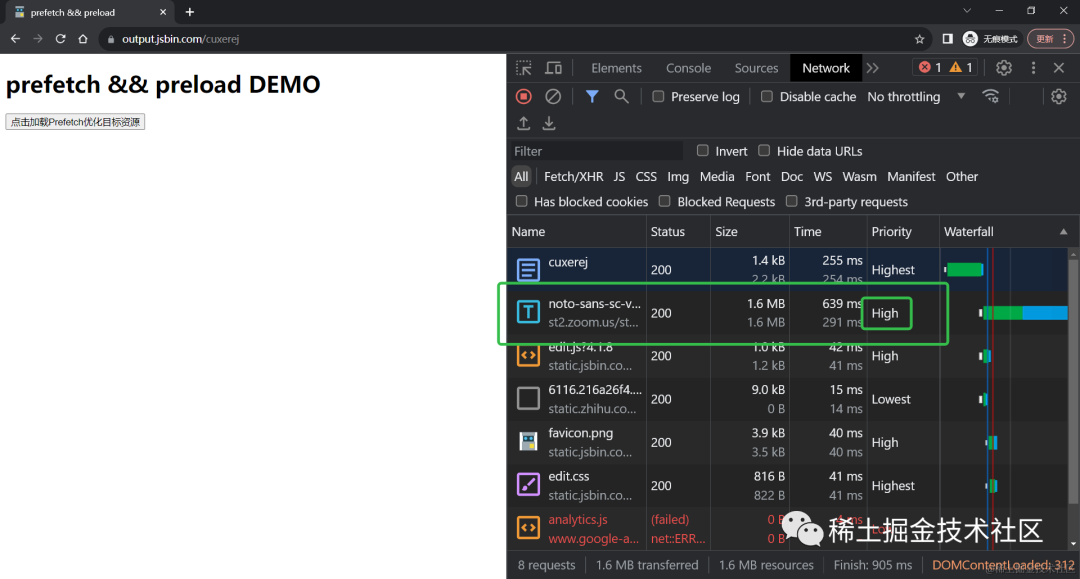 prefetch && preload
output.jsbin.com/cuxerej
无痕模式
更新
prefetch && preload DEMO
点击加载Prefetch优化目标资源
Elements Console Sources Network 1 1
Preserve log Disable cache No throttling
Filter Invert Hide data URLs
All Fetch/XHR JS CSS Img Media Font Doc WS Wasm Manifest Other
Has blocked cookies Blocked Requests 3rd-party requests
Name Status Size Time Priority Waterfall
cuxerej 200 1.4 kB 255 ms Highest
2.2 kB 254 ms
noto-sans-sc-v... 200 1.6 MB 639 ms High
st2.zoom.us/st... 1.6 MB 291 ms
edit.js?4.1.8 200 1.0 kB 42 ms High
static.jsbin.co... 1.2 kB 41 ms
6116.216a26f4.... 200 9.0 kB 15 ms Lowest
static.zhihu.co... 0 B 14 ms
favicon.png 200 3.9 kB 40 ms High
static.jsbin.co... 3.5 kB 40 ms
edit.css 200 816 B 41 ms Highest
static.jsbin.co... 822 B 41 ms
analytics.js (failed) 0 B
www.google-a... net::ERR... 0 B
稀土掘金技术社区
8 requests 1.6 MB transferred 1.6 MB resources Finish: 905 ms DOMContentLoaded: 312
@稀土掘金技术社区